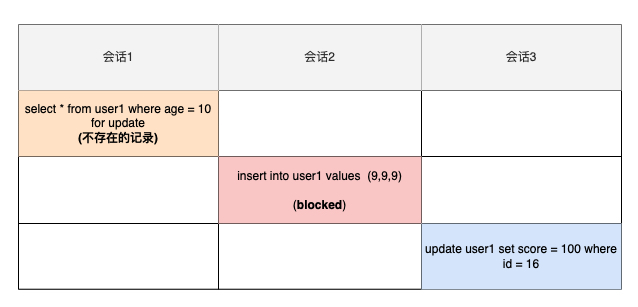 会话1
会话2
会话3
select * from user1 where age = 10
for update
(不存在的记录)
insert into user1 values  (9,9,9)
(blocked)
update user1 set score = 100 where
id = 16